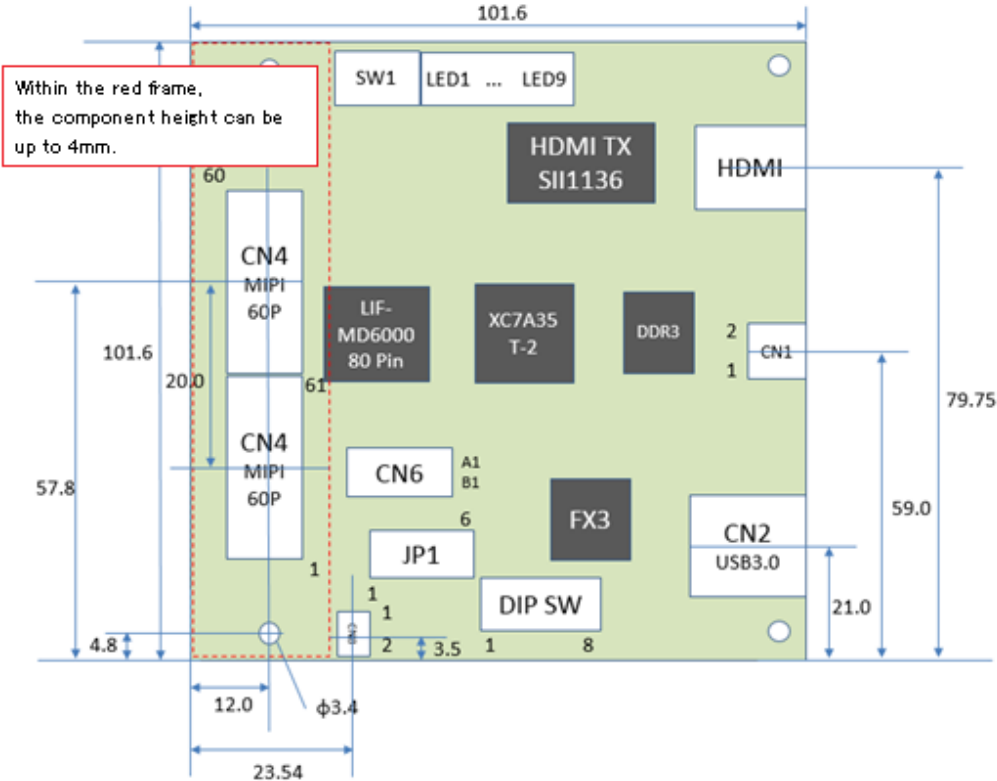 101.6
SW1
LED1 ... LED9
Within the red frame,
the component height can be
up to 4mm.
HDMI TX
SII1136
HDMI
60
CN4
MIPI
60P
LIF-
MD6000
80 Pin
XC7A35
T-2
DDR3
2
CN1
1
101.6
20.0
61
79.75
CN4
MIPI
60P
CN6
A1
B1
57.8
59.0
6
FX3
CN2
USB3.0
JP1
1
1
DIP SW
21.0
1
2
4.8
3.5
1
8
12.0
ϕ3.4
23.54